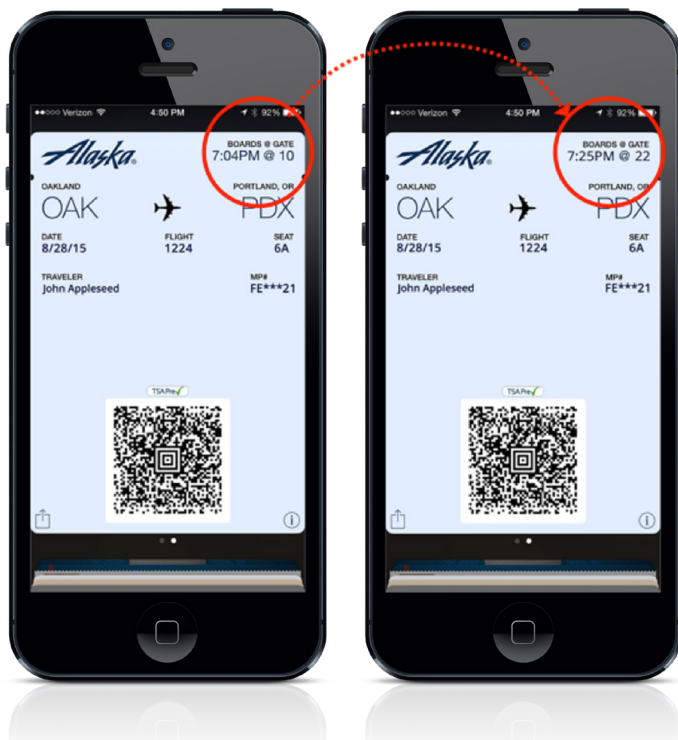 ●●○○○ Verizon 4:50 PM 92%
Alaska®
BOARDS @ GATE
7:04PM @ 10
OAKLAND PORTLAND, OR
OAK PDX
DATE FLIGHT SEAT
8/28/15 1224 6A
TRAVELER MP#
John Appleseed FE***21
TSA Pre✓
●●○○○ Verizon 4:50 PM 92%
Alaska®
BOARDS @ GATE
7:25PM @ 22
OAKLAND PORTLAND, OR
OAK PDX
DATE FLIGHT SEAT
8/28/15 1224 6A
TRAVELER MP#
John Appleseed FE***21
TSA Pre✓